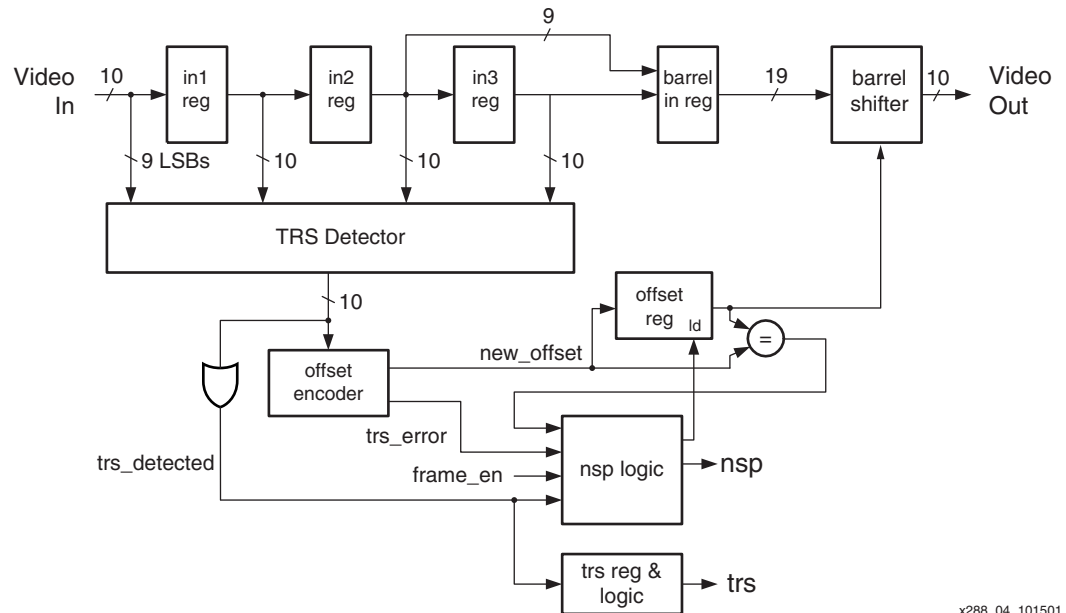 9
Video
In
10
in1
reg
in2
reg
in3
reg
barrel
in reg
19
barrel
shifter
10
Video
Out
9 LSBs
10
10
10
TRS Detector
10
offset
reg
ld
=
new_offset
offset
encoder
trs_error
trs_detected
frame_en
nsp logic
nsp
trs reg &
logic
trs
x288_04_101501